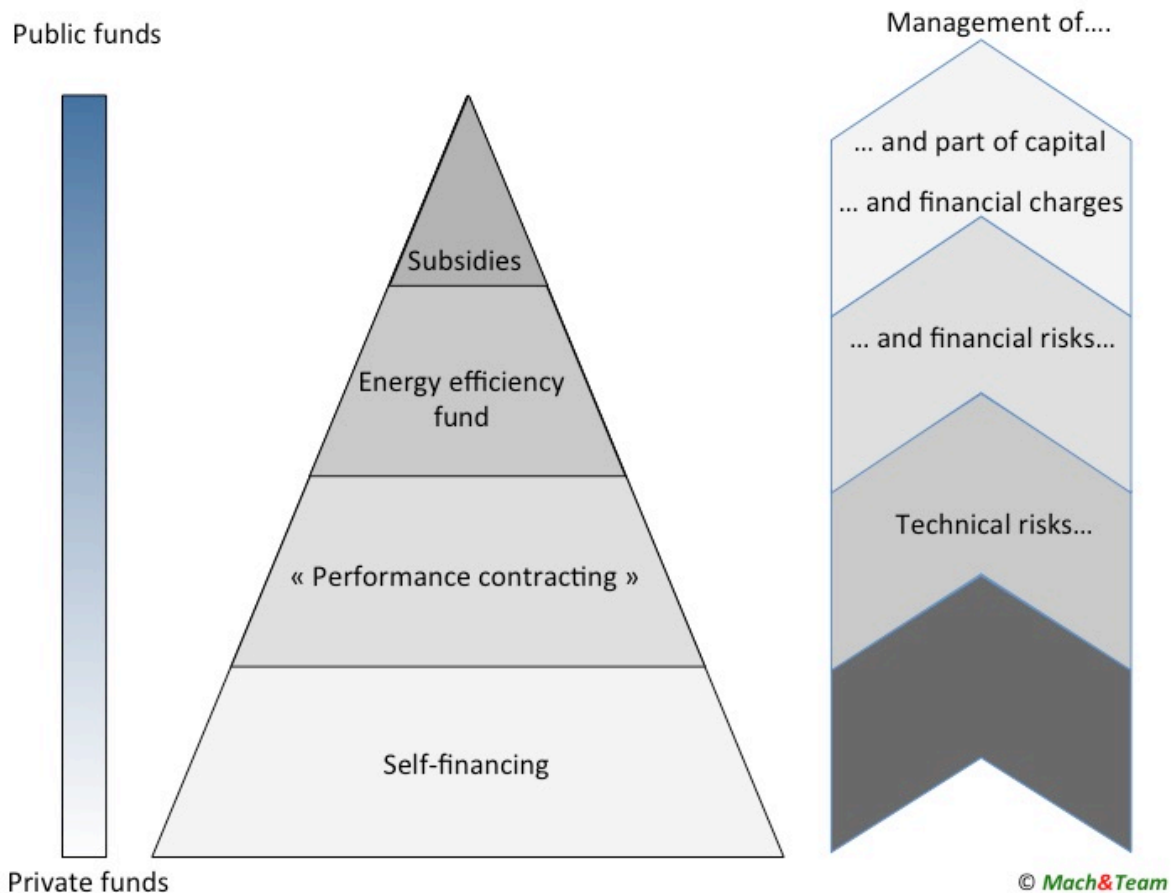 Public funds
Management of....
... and part of capital
... and financial charges
Subsidies
... and financial risks...
Energy efficiency
fund
Technical risks...
« Performance contracting »
Self-financing
Private funds
© Mach&Team